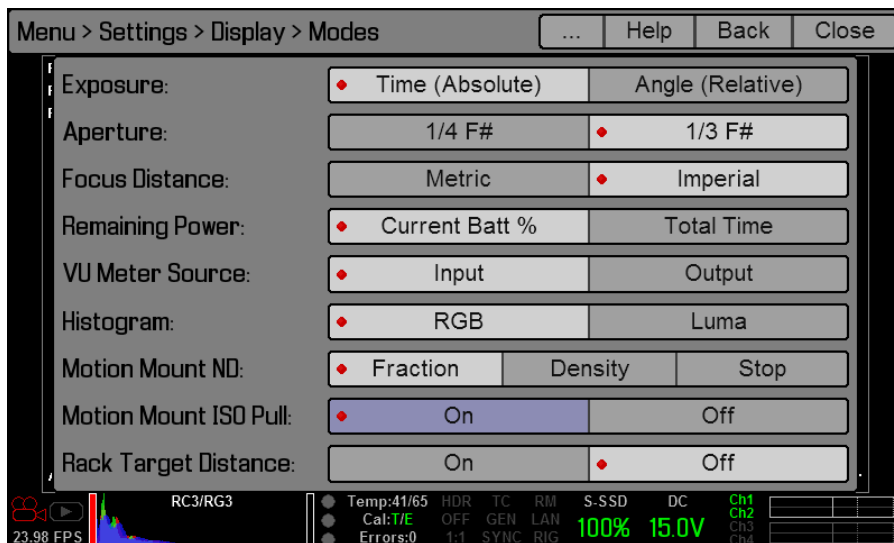 Menu > Settings > Display > Modes ... Help Back Close
Exposure: Time (Absolute) Angle (Relative)
Aperture: 1/4 F# 1/3 F#
Focus Distance: Metric Imperial
Remaining Power: Current Batt % Total Time
VU Meter Source: Input Output
Histogram: RGB Luma
Motion Mount ND: Fraction Density Stop
Motion Mount ISO Pull: On Off
Rack Target Distance: On Off
RC3/RG3 Temp:41/65 HDR TC RM S-SSD DC Ch1
Cal:T/E OFF GEN LAN 100% 15.0V Ch2
23.98 FPS Errors:0 1:1 SYNC RIG Ch3
Ch4